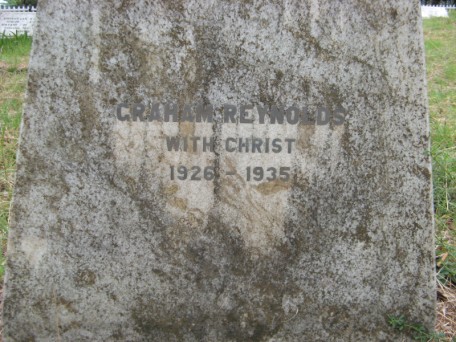 GRAHAM REYNOLDS
WITH CHRIST
1926 - 1935